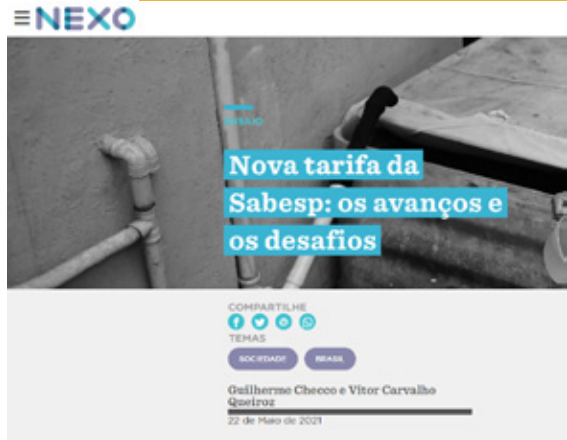 NEXO
ENSAIO
Nova tarifa da
Sabesp: os avanços e
os desafios
COMPARTILHE
TEMAS
SOCIEDADE BRASIL
Guilherme Checco e Vitor Carvalho
Queiroz
22 de Maio de 2021